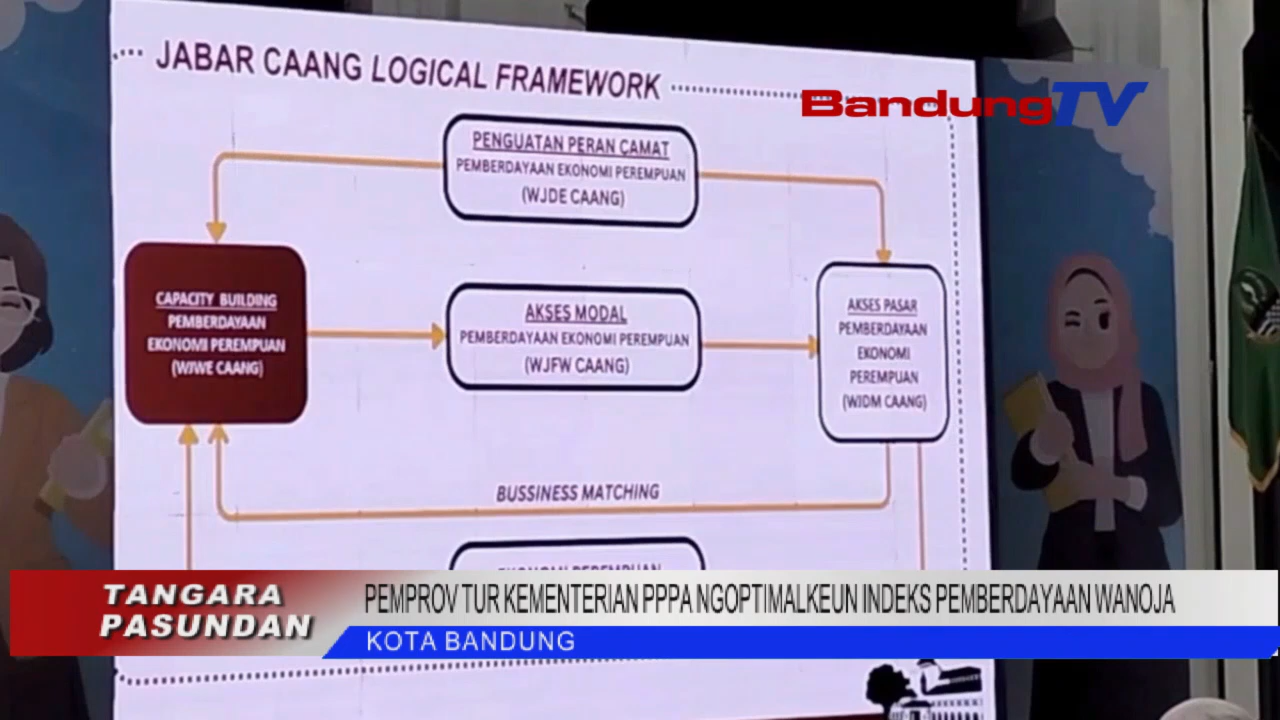 JABAR CAANG LOGICAL FRAMEWORK
BandungTV
PENGUATAN PERAN CAMAT
PEMBERDAYAAN EKONOMI PEREMPUAN
(WJDE CAANG)
CAPACITY BUILDING
PEMBERDAYAAN
EKONOMI PEREMPUAN
(WJWE CAANG)
AKSES MODAL
PEMBERDAYAAN EKONOMI PEREMPUAN
(WJFW CAANG)
AKSES PASAR
PEMBERDAYAAN
EKONOMI
PEREMPUAN
(WJDM CAANG)
BUSSINESS MATCHING
EKONOMI PEREMPUAN
TANGARA
PASUNDAN
PEMPROV TUR KEMENTERIAN PPPA NGOPTIMALKEUN INDEKS PEMBERDAYAAN WANOJA
KOTA BANDUNG